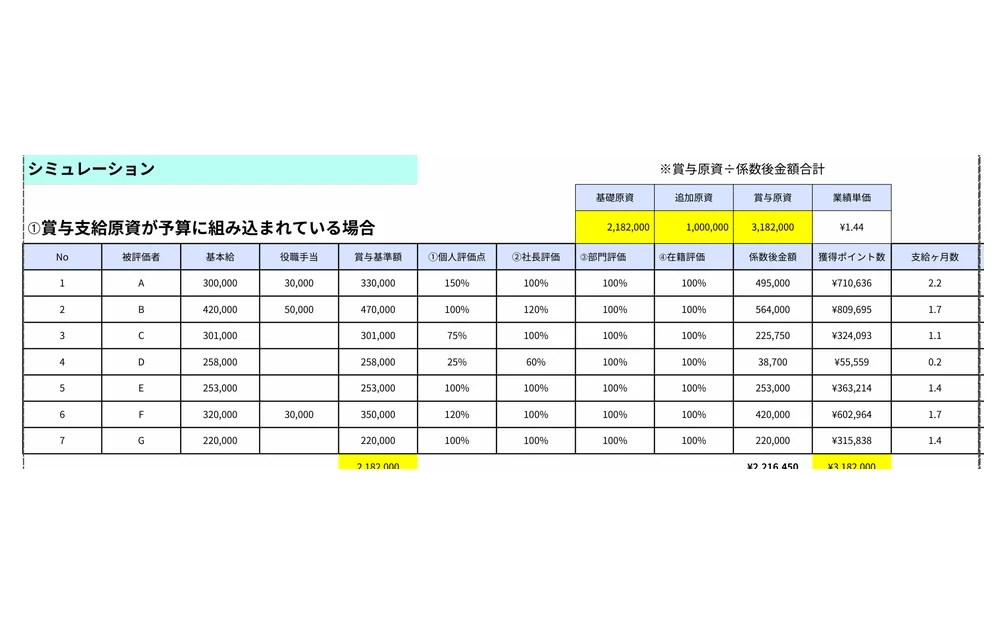 シミュレーション
※賞与原資÷係数後金額合計
基礎原資 追加原資 賞与原資 業績単価
①賞与支給原資が予算に組み込まれている場合 2,182,000 1,000,000 3,182,000 ¥1.44
No 被評価者 基本給 役職手当 賞与基準額 ①個人評価点 ②社長評価 ③部門評価 ④在籍評価 係数後金額 獲得ポイント数 支給ヶ月数
1 A 300,000 30,000 330,000 150% 100% 100% 100% 495,000 ¥710,636 2.2
2 B 420,000 50,000 470,000 100% 120% 100% 100% 564,000 ¥809,695 1.7
3 C 301,000 301,000 75% 100% 100% 100% 225,750 ¥324,093 1.1
4 D 258,000 258,000 25% 60% 100% 100% 38,700 ¥55,559 0.2
5 E 253,000 253,000 100% 100% 100% 100% 253,000 ¥363,214 1.4
6 F 320,000 30,000 350,000 120% 100% 100% 100% 420,000 ¥602,964 1.7
7 G 220,000 220,000 100% 100% 100% 100% 220,000 ¥315,838 1.4
2,182,000 ¥2,216,450 ¥3,182,000